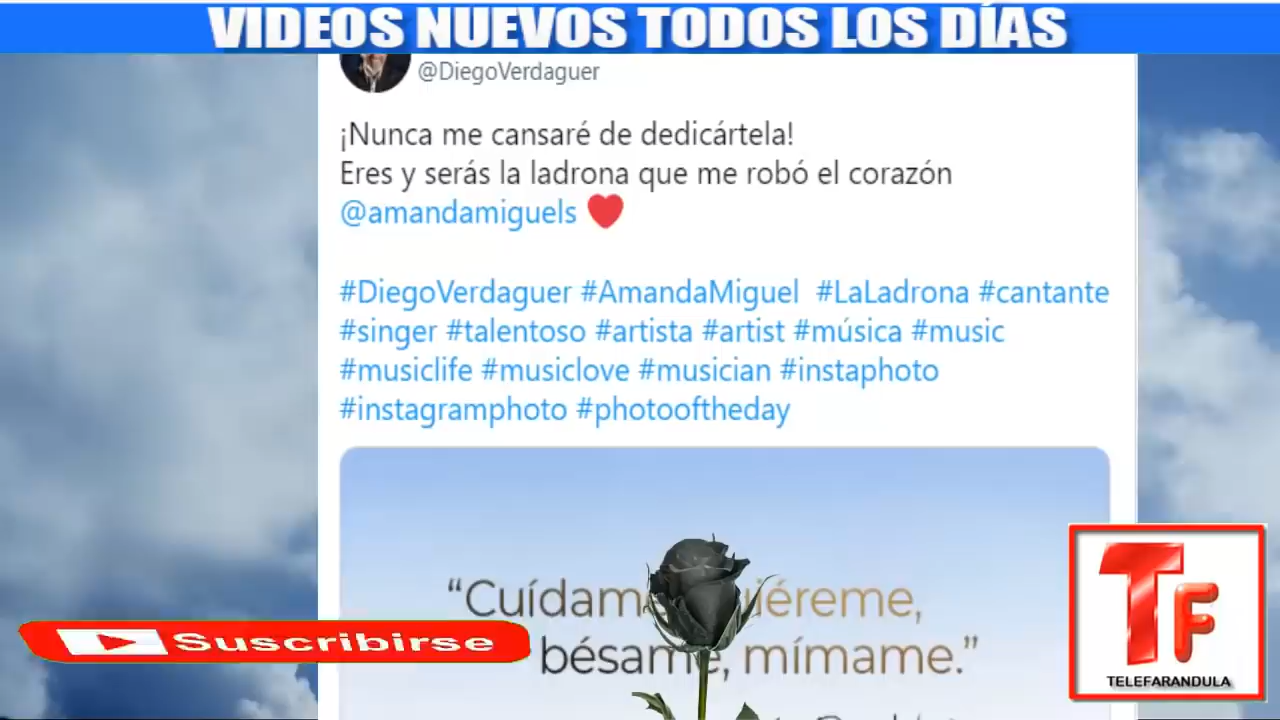 VIDEOS NUEVOS TODOS LOS DÍAS
@DiegoVerdaguer
¡Nunca me cansaré de dedicártela!
Eres y serás la ladrona que me robó el corazón
@amandamiguels ❤
#DiegoVerdaguer #AmandaMiguel #LaLadrona #cantante
#singer #talentoso #artista #artist #música #music
#musiclife #musiclove #musician #instaphoto
#instagramphoto #photooftheday
“Cuídam iéreme,
bésame, mímame.”
Suscribirse
TF
TELEFARANDULA